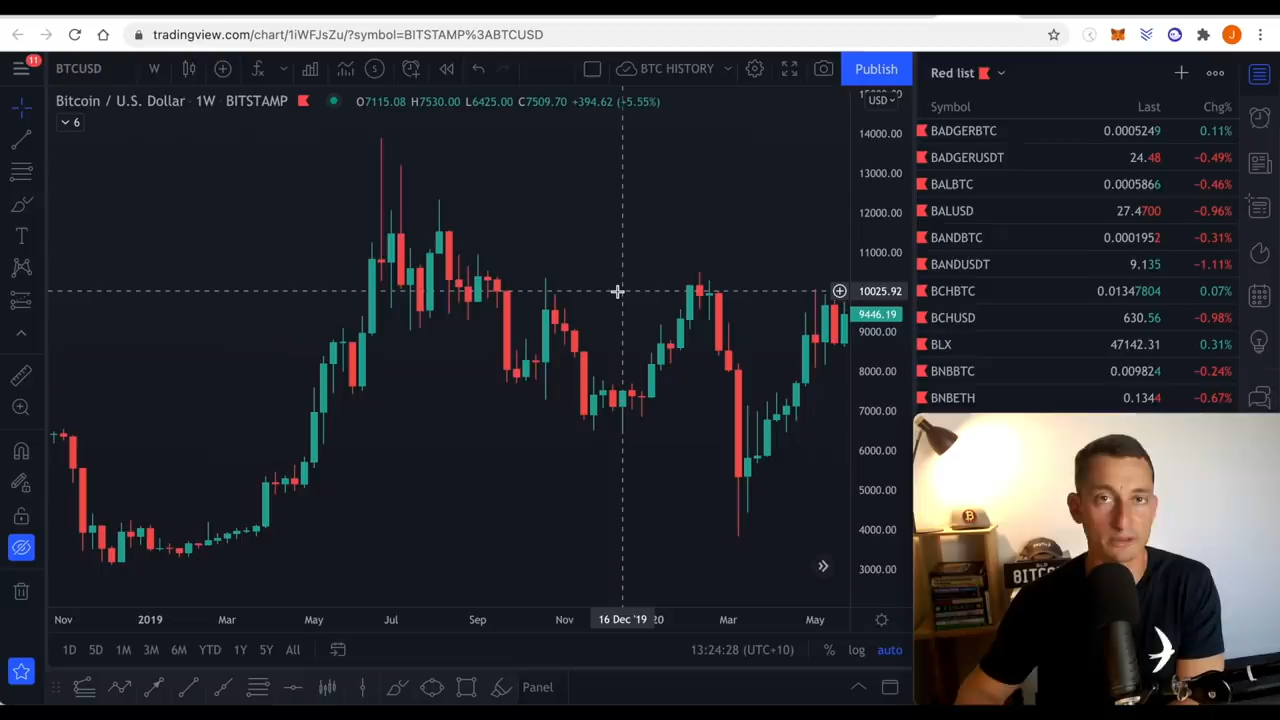 tradingview.com/chart/1iWFJsZu/?symbol=BITSTAMP%3ABTCUSD
J
11
BTCUSD
W
BTC HISTORY
Publish
Bitcoin / U.S. Dollar 1W BITSTAMP O7115.08 H7530.00 L6425.00 C7509.70 +394.62 (+5.55%)
6
USD
15000.00
14000.00
13000.00
12000.00
11000.00
10025.92
9446.19
9000.00
8000.00
7000.00
6000.00
5000.00
4000.00
3000.00
Nov 2019 Mar May Jul Sep Nov 16 Dec '19 20 Mar May
1D 5D 1M 3M 6M YTD 1Y 5Y All
13:24:28 (UTC+10) % log auto
Panel
Red list
Symbol Last Chg%
BADGERBTC 0.0005249 0.11%
BADGERUSDT 24.48 −0.49%
BALBTC 0.0005866 −0.46%
BALUSD 27.4700 −0.96%
BANDBTC 0.0001952 −0.31%
BANDUSDT 9.135 −1.11%
BCHBTC 0.01347804 0.07%
BCHUSD 630.56 −0.98%
BLX 47142.31 0.31%
BNBBTC 0.009824 −0.24%
BNBETH 0.1344 −0.67%
BITC